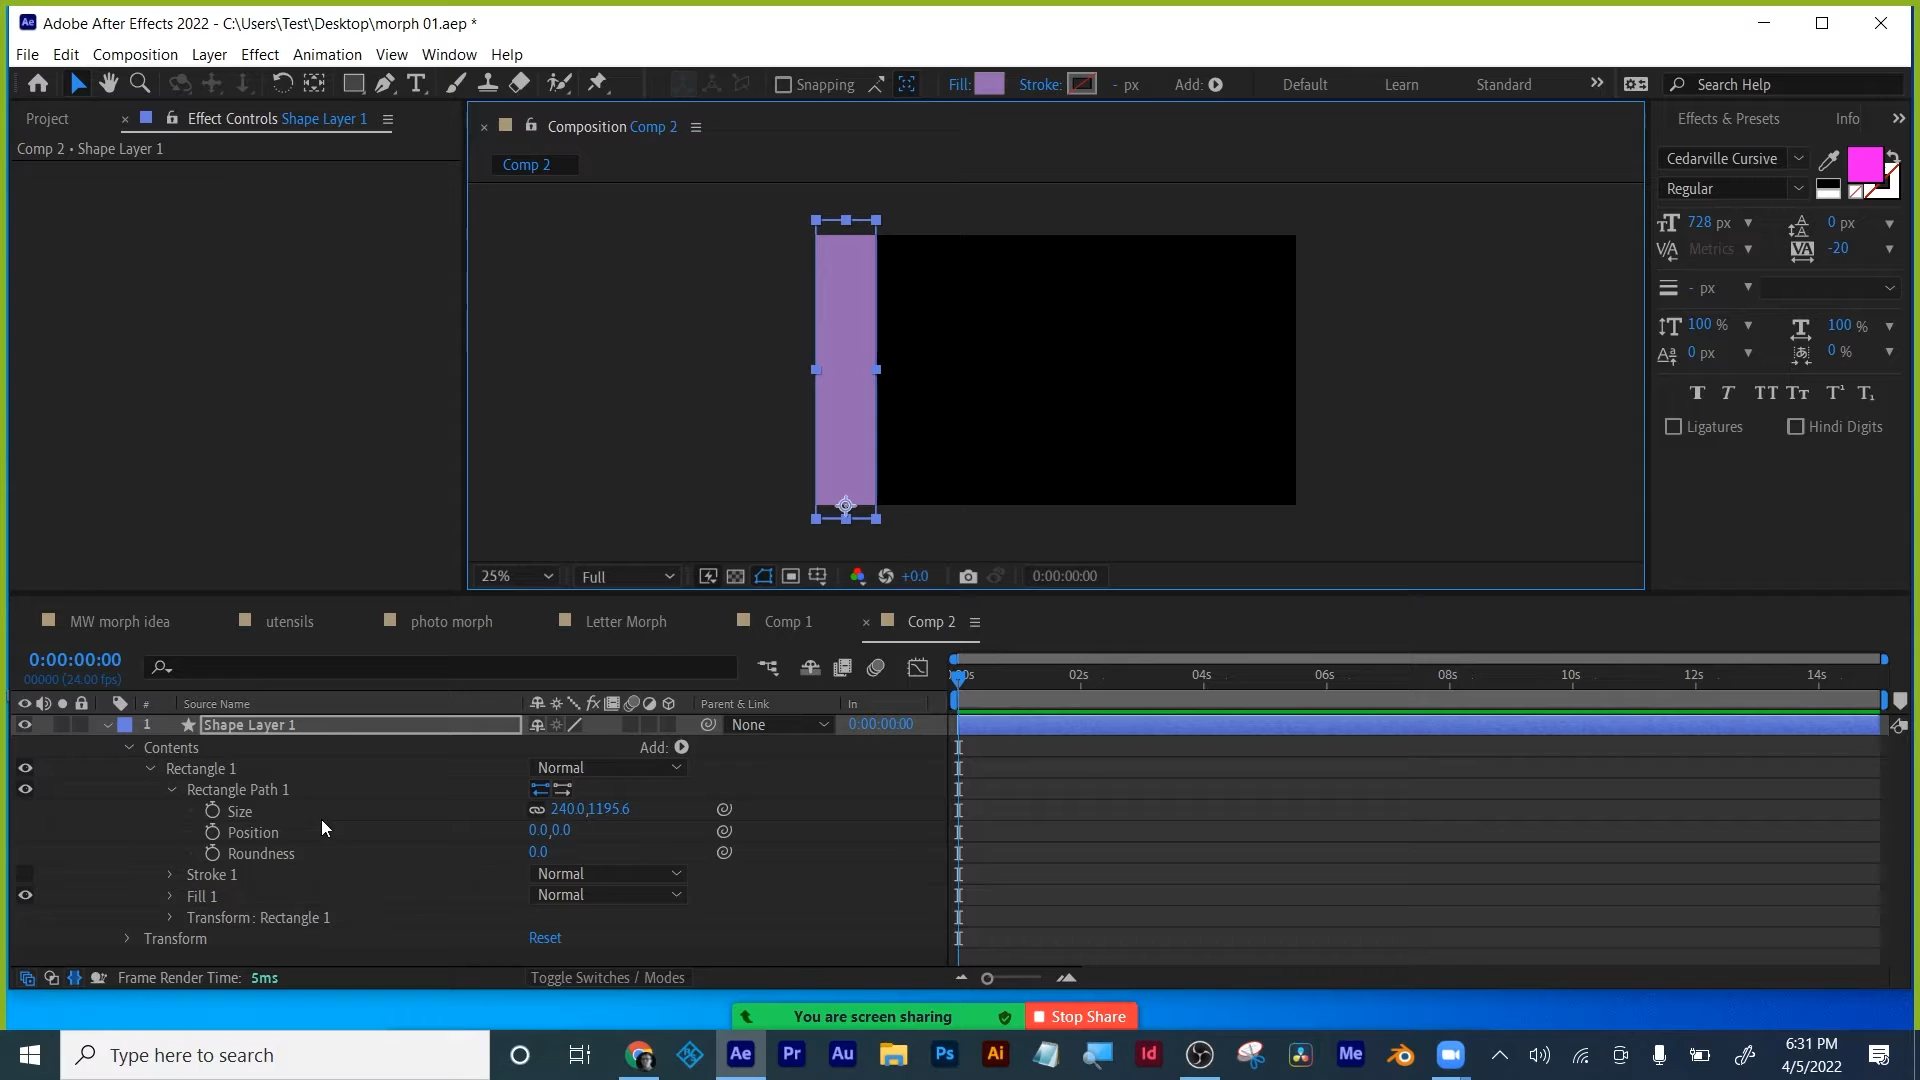 Adobe After Effects 2022 - C:\Users\Test\Desktop\morph 01.aep *
File Edit Composition Layer Effect Animation View Window Help
Snapping Fill: Stroke: - px Add: Default Learn Standard Search Help
Project Effect Controls Shape Layer 1
Comp 2 • Shape Layer 1
Composition Comp 2
Comp 2
Effects & Presets Info
Cedarville Cursive
Regular
728 px 0 px
Metrics -20
- px
100 % 100 %
0 px 0 %
Ligatures Hindi Digits
25% Full +0.0 0:00:00:00
MW morph idea utensils photo morph Letter Morph Comp 1 Comp 2
0:00:00:00
00000 (24.00 fps)
:00s 02s 04s 06s 08s 10s 12s 14s
# Source Name Parent & Link In
1 Shape Layer 1 None 0:00:00:00
Contents Add:
Rectangle 1 Normal
Rectangle Path 1
Size 240.0,1195.6
Position 0.0,0.0
Roundness 0.0
Stroke 1 Normal
Fill 1 Normal
Transform: Rectangle 1
Transform Reset
Frame Render Time: 5ms Toggle Switches / Modes
You are screen sharing Stop Share
Type here to search
Ae Pr Au Ps Ai Id Me
6:31 PM
4/5/2022